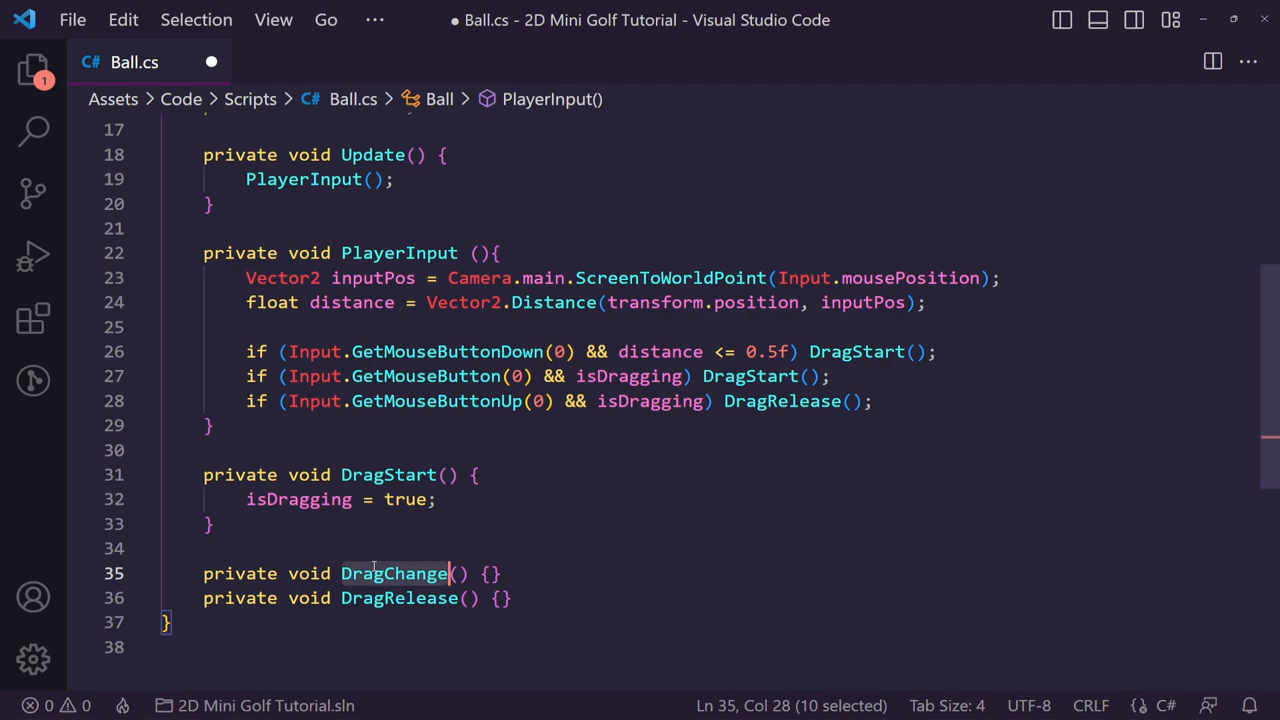 File Edit Selection View Go ··· ● Ball.cs - 2D Mini Golf Tutorial - Visual Studio Code
1
C# Ball.cs ●
Assets > Code > Scripts > C# Ball.cs > Ball > PlayerInput()
17
18 private void Update() {
19 PlayerInput();
20 }
21
22 private void PlayerInput (){
23 Vector2 inputPos = Camera.main.ScreenToWorldPoint(Input.mousePosition);
24 float distance = Vector2.Distance(transform.position, inputPos);
25
26 if (Input.GetMouseButtonDown(0) && distance <= 0.5f) DragStart();
27 if (Input.GetMouseButton(0) && isDragging) DragStart();
28 if (Input.GetMouseButtonUp(0) && isDragging) DragRelease();
29 }
30
31 private void DragStart() {
32 isDragging = true;
33 }
34
35 private void DragChange() {}
36 private void DragRelease() {}
37 }
38
0 0 2D Mini Golf Tutorial.sln Ln 35, Col 28 (10 selected) Tab Size: 4 UTF-8 CRLF {} C#